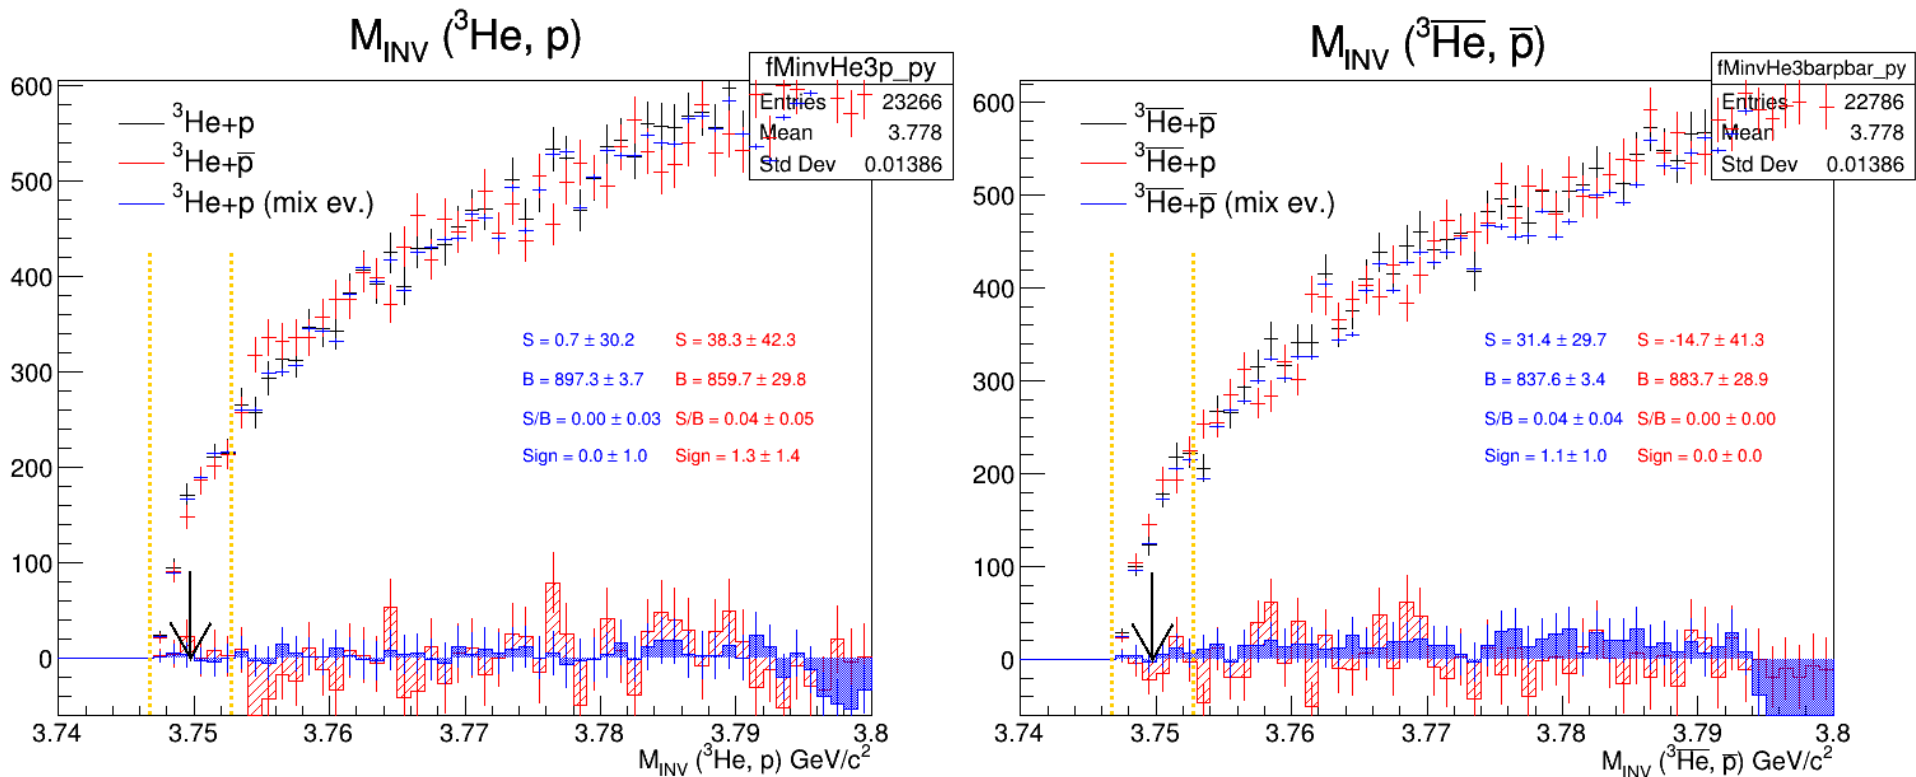 M_INV (³He, p)
fMinvHe3p_py
Entries 23266
Mean 3.778
Std Dev 0.01386
³He+p
³He+p̅
³He+p (mix ev.)
S = 0.7 ± 30.2 S = 38.3 ± 42.3
B = 897.3 ± 3.7 B = 859.7 ± 29.8
S/B = 0.00 ± 0.03 S/B = 0.04 ± 0.05
Sign = 0.0 ± 1.0 Sign = 1.3 ± 1.4
600
500
400
300
200
100
0
3.74 3.75 3.76 3.77 3.78 3.79 3.8
M_INV (³He, p) GeV/c²
M_INV (³H̅e̅, p̅)
fMinvHe3barpbar_py
Entries 22786
Mean 3.778
Std Dev 0.01386
³H̅e̅+p̅
³H̅e̅+p
³H̅e̅+p̅ (mix ev.)
S = 31.4 ± 29.7 S = -14.7 ± 41.3
B = 837.6 ± 3.4 B = 883.7 ± 28.9
S/B = 0.04 ± 0.04 S/B = 0.00 ± 0.00
Sign = 1.1 ± 1.0 Sign = 0.0 ± 0.0
600
500
400
300
200
100
0
3.74 3.75 3.76 3.77 3.78 3.79 3.8
M_INV (³H̅e̅, p̅) GeV/c²